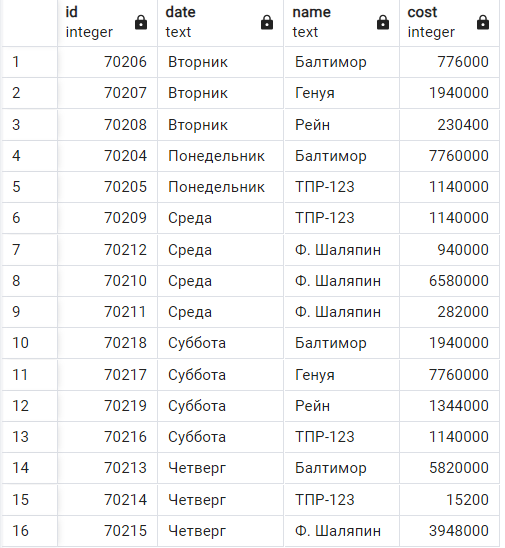 id date name cost
integer text text integer
1 70206 Вторник Балтимор 776000
2 70207 Вторник Генуя 1940000
3 70208 Вторник Рейн 230400
4 70204 Понедельник Балтимор 7760000
5 70205 Понедельник ТПР-123 1140000
6 70209 Среда ТПР-123 1140000
7 70212 Среда Ф. Шаляпин 940000
8 70210 Среда Ф. Шаляпин 6580000
9 70211 Среда Ф. Шаляпин 282000
10 70218 Суббота Балтимор 1940000
11 70217 Суббота Генуя 7760000
12 70219 Суббота Рейн 1344000
13 70216 Суббота ТПР-123 1140000
14 70213 Четверг Балтимор 5820000
15 70214 Четверг ТПР-123 15200
16 70215 Четверг Ф. Шаляпин 3948000